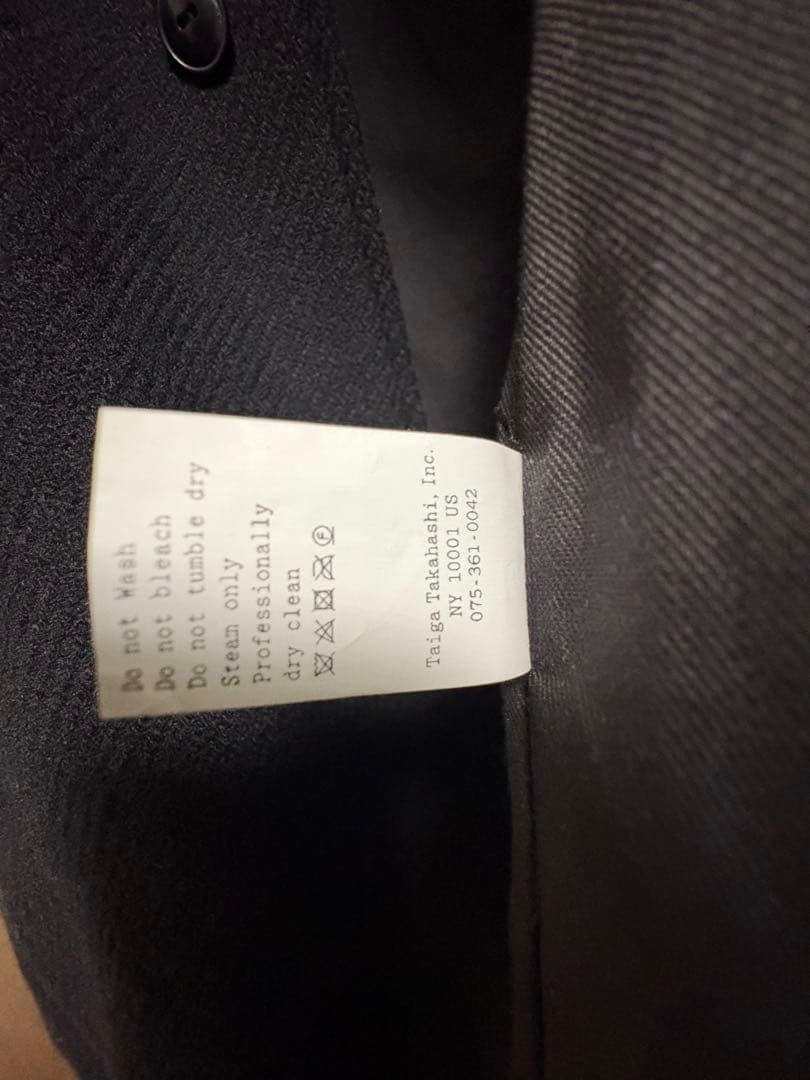 Do not Wash
Do not bleach
Do not tumble dry
Steam only
Professionally
dry clean
Taiga Takahashi, Inc.
NY 10001 US
075-361-0042